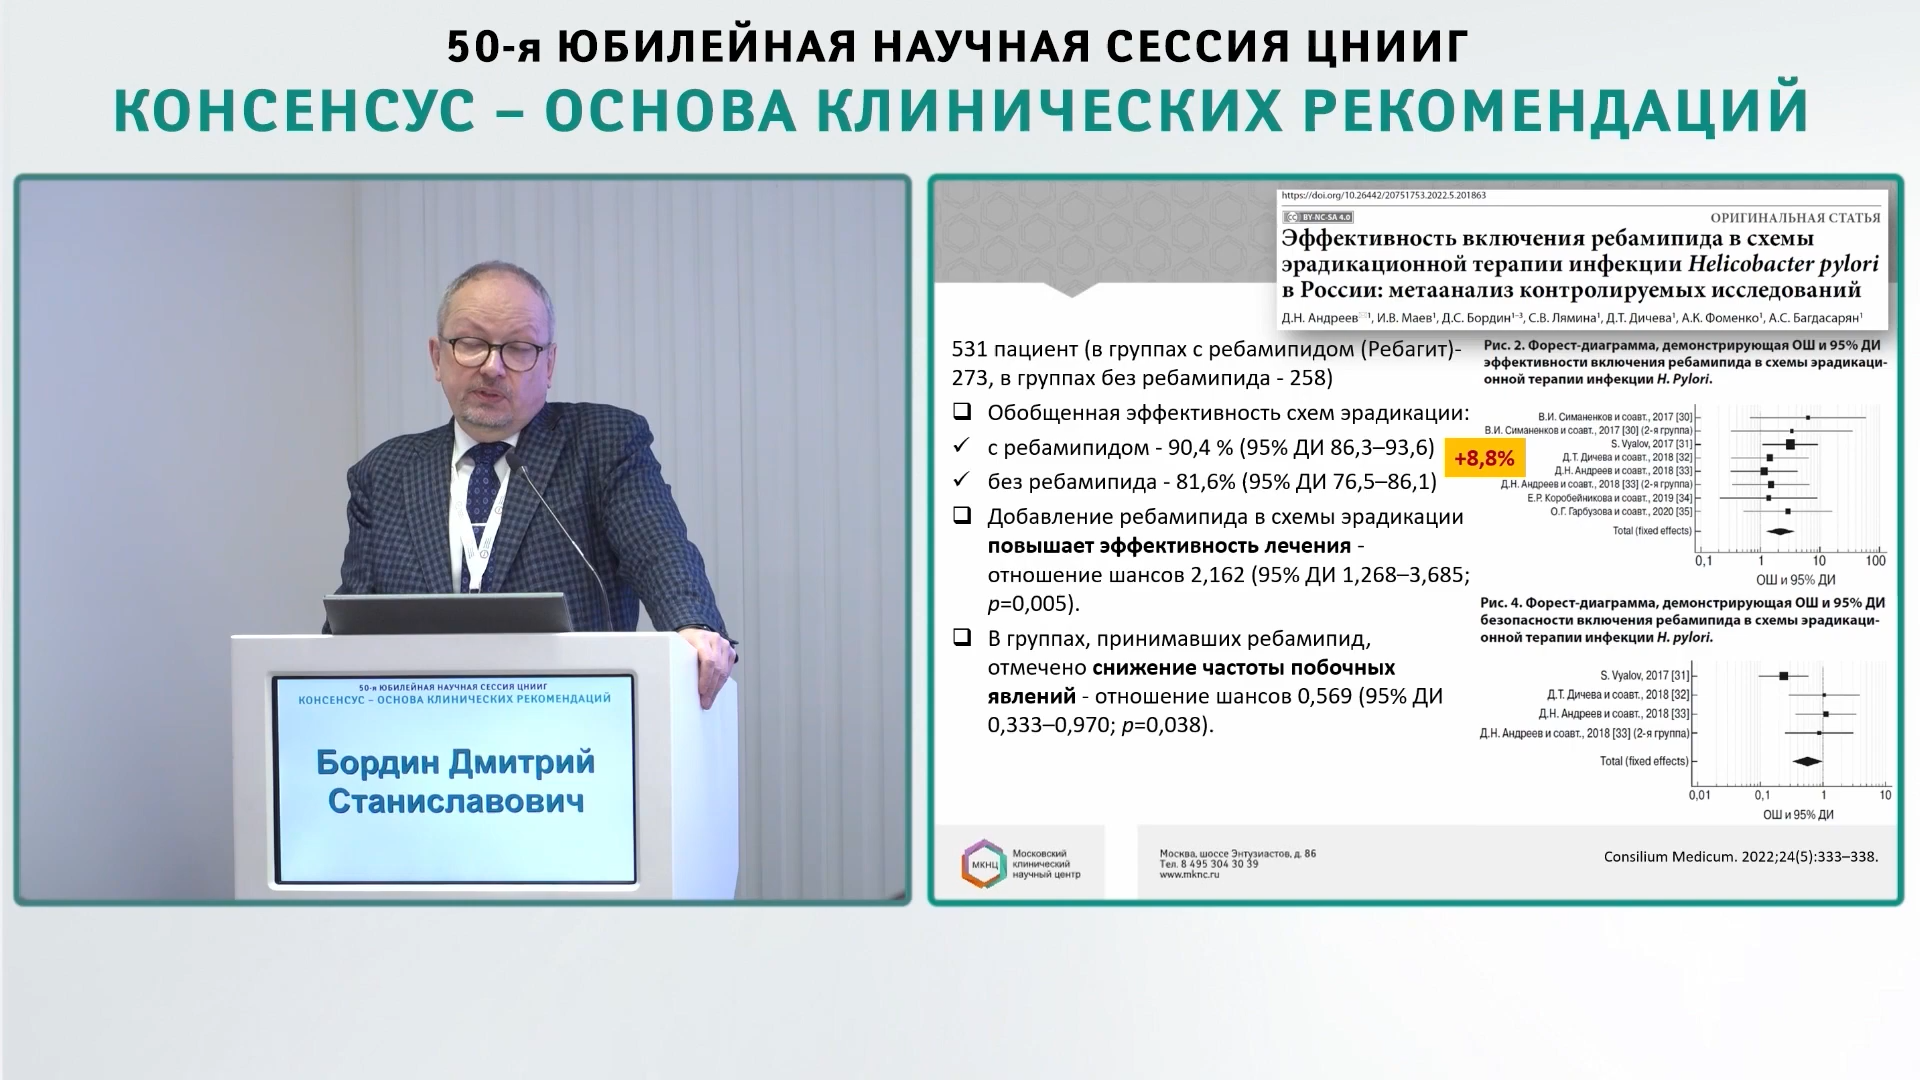 50-я ЮБИЛЕЙНАЯ НАУЧНАЯ СЕССИЯ ЦНИИГ
КОНСЕНСУС – ОСНОВА КЛИНИЧЕСКИХ РЕКОМЕНДАЦИЙ
50-я ЮБИЛЕЙНАЯ НАУЧНАЯ СЕССИЯ ЦНИИГ
КОНСЕНСУС – ОСНОВА КЛИНИЧЕСКИХ РЕКОМЕНДАЦИЙ
Бордин Дмитрий
Станиславович
https://doi.org/10.26442/20751753.2022.5.201863
cc BY-NC-SA 4.0
ОРИГИНАЛЬНАЯ СТАТЬЯ
Эффективность включения ребамипида в схемы
эрадикационной терапии инфекции Helicobacter pylori
в России: метаанализ контролируемых исследований
Д.Н. Андреев¹, И.В. Маев¹, Д.С. Бордин¹⁻³, С.В. Лямина¹, Д.Т. Дичева¹, А.К. Фоменко¹, А.С. Багдасарян¹
531 пациент (в группах с ребамипидом (Ребагит)-
273, в группах без ребамипида - 258)
❑ Обобщенная эффективность схем эрадикации:
✓ с ребамипидом - 90,4 % (95% ДИ 86,3–93,6)
+8,8%
✓ без ребамипида - 81,6% (95% ДИ 76,5–86,1)
❑ Добавление ребамипида в схемы эрадикации
повышает эффективность лечения -
отношение шансов 2,162 (95% ДИ 1,268–3,685;
p=0,005).
❑ В группах, принимавших ребамипид,
отмечено снижение частоты побочных
явлений - отношение шансов 0,569 (95% ДИ
0,333–0,970; p=0,038).
Рис. 2. Форест-диаграмма, демонстрирующая ОШ и 95% ДИ
эффективности включения ребамипида в схемы эрадикаци-
онной терапии инфекции H. Pylori.
В.И. Симаненков и соавт., 2017 [30]
В.И. Симаненков и соавт., 2017 [30] (2-я группа)
S. Vyalov, 2017 [31]
Д.Т. Дичева и соавт., 2018 [32]
Д.Н. Андреев и соавт., 2018 [33]
Д.Н. Андреев и соавт., 2018 [33] (2-я группа)
Е.Р. Коробейникова и соавт., 2019 [34]
О.Г. Гарбузова и соавт., 2020 [35]
Total (fixed effects)
0,1 1 10 100
ОШ и 95% ДИ
Рис. 4. Форест-диаграмма, демонстрирующая ОШ и 95% ДИ
безопасности включения ребамипида в схемы эрадикаци-
онной терапии инфекции H. pylori.
S. Vyalov, 2017 [31]
Д.Т. Дичева и соавт., 2018 [32]
Д.Н. Андреев и соавт., 2018 [33]
Д.Н. Андреев и соавт., 2018 [33] (2-я группа)
Total (fixed effects)
0,01 0,1 1 10
ОШ и 95% ДИ
МКНЦ
Московский
клинический
научный центр
Москва, шоссе Энтузиастов, д. 86
Тел. 8 495 304 30 39
www.mknc.ru
Consilium Medicum. 2022;24(5):333–338.